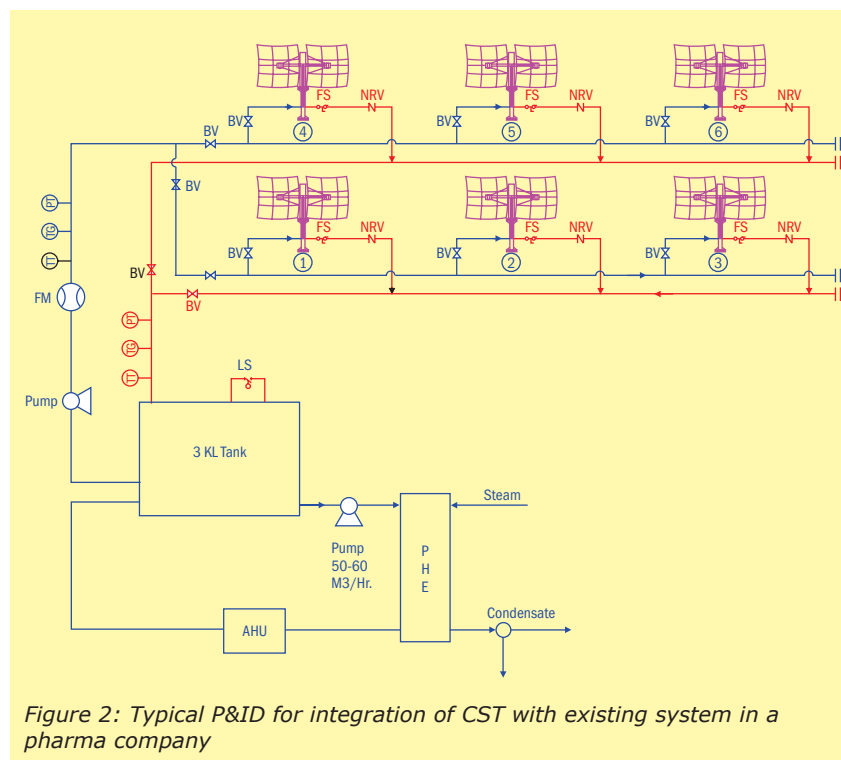 FS NRV FS NRV FS NRV
BV BV BV BV
4 5 6
BV
FS NRV FS NRV FS NRV
PT
TG
BV BV BV
TT
1 2 3
BV
FM
BV
PT
TG
LS
TT
Pump
3 KL Tank
Steam
Pump
50-60
M3/Hr.
P
H
E
Condensate
AHU
Figure 2: Typical P&ID for integration of CST with existing system in a
pharma company